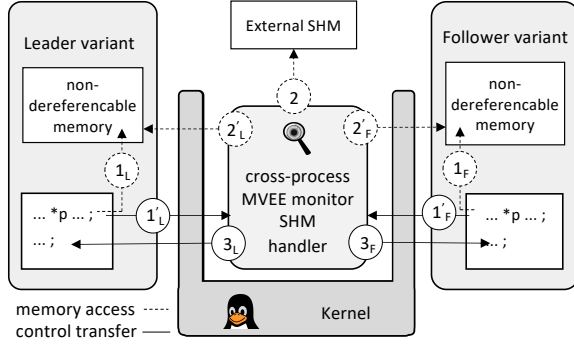 Leader variant
External SHM
Follower variant
non-
dereferencable
memory
non-
dereferencable
memory
2
2'L
2'F
1L
1F
cross-process
MVEE monitor
SHM
handler
... *p ... ;
... ;
1'L
1'F
... *p ... ;
... ;
3L
3F
memory access
control transfer
Kernel